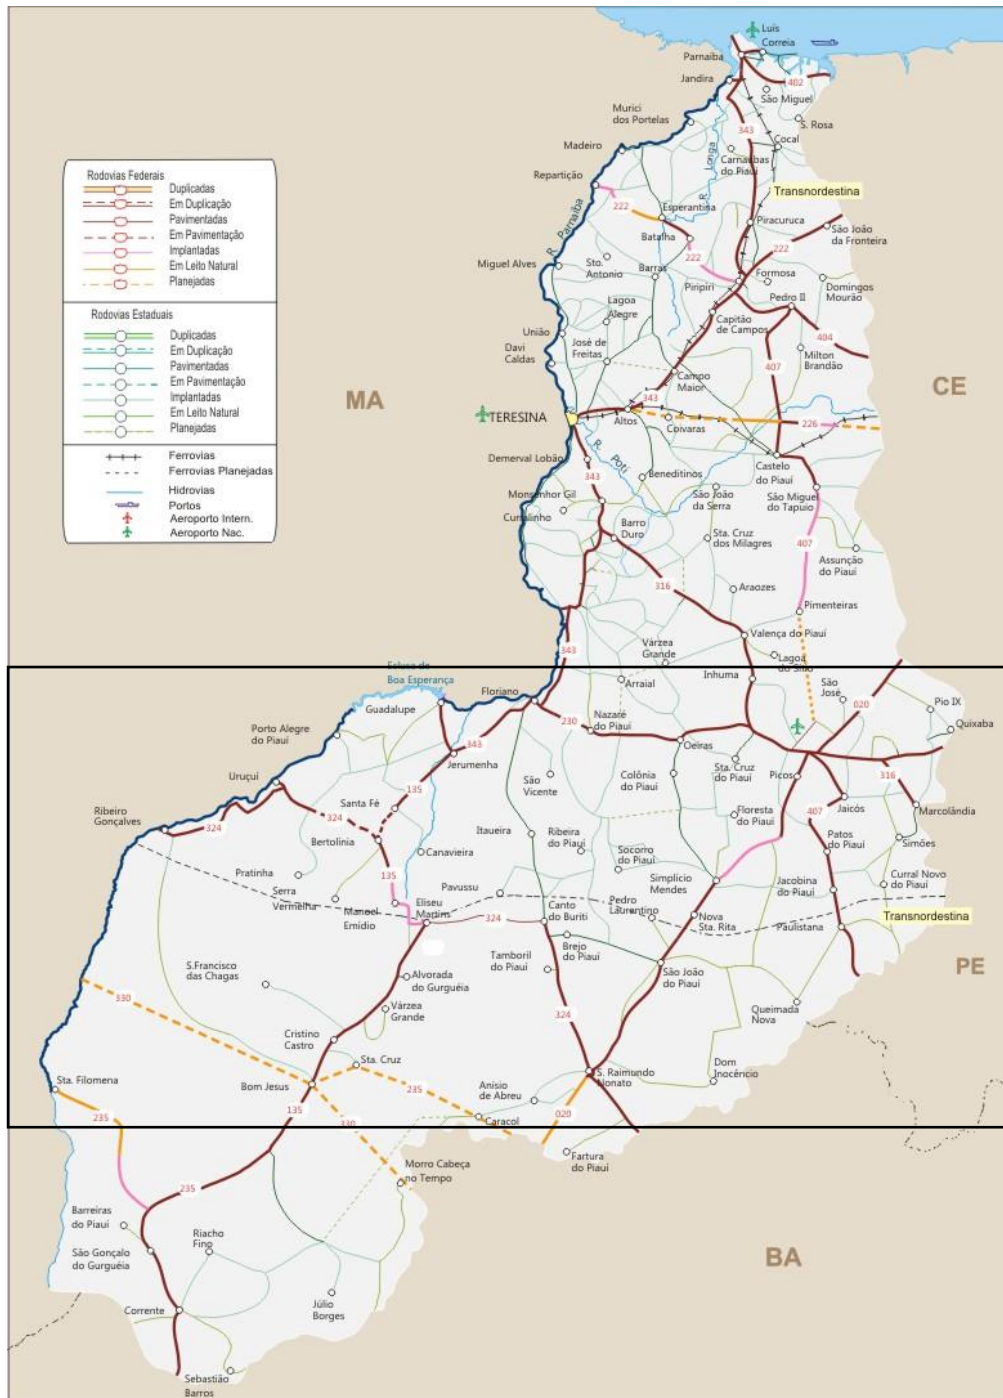 Luís
Correia
Parnaíba
Jandira
402
São Miguel
Murici
dos Portelas
343
S. Rosa
R. Longa
Cocal
Madeiro
Carnaúbas
do Piauí
Repartição
Transnordestina
222
Esperantina
R. Parnaíba
Piracuruca
São João
da Fronteira
Batalha
222
222
Miguel Alves
Sto.
Antonio
Barras
Formosa
Piripiri
Domingos
Mourão
Pedro II
Lagoa
Alegre
Capitão
de Campos
União
404
José de
Freitas
Davi
Caldas
Milton
Brandão
407
Campo
Maior
MA
CE
343
TERESINA
Altos
Coivaras
226
R. Poti
Demerval Lobão
Castelo
do Piauí
343
Beneditinos
Monsenhor Gil
São João
da Serra
São Miguel
do Tapuio
Curralinho
Barro
Duro
Sta. Cruz
dos Milagres
407
Assunção
do Piauí
316
Araozes
Pimenteiras
Valença do Piauí
343
Várzea
Grande
Lagoa
do Sítio
Inhuma
Rodovias Federais
Duplicadas
Em Duplicação
Pavimentadas
Em Pavimentação
Implantadas
Em Leito Natural
Planejadas
Rodovias Estaduais
Duplicadas
Em Duplicação
Pavimentadas
Em Pavimentação
Implantadas
Em Leito Natural
Planejadas
Ferrovias
Ferrovias Planejadas
Hidrovias
Portos
Aeroporto Intern.
Aeroporto Nac.
Eclusa de
Boa Esperança
Floriano
Arraial
São
José
020
Guadalupe
Pio IX
Porto Alegre
do Piauí
230
Nazaré
do Piauí
Quixaba
343
Oeiras
Jerumenha
Sta. Cruz
do Piauí
316
Uruçuí
São
Vicente
Colônia
do Piauí
Picos
135
Santa Fé
Ribeiro
Gonçalves
324
324
Floresta
do Piauí
407
Jaicós
Marcolândia
Bertolínia
Itaueira
Ribeira
do Piauí
Patos
do Piauí
Simões
Canavieira
Socorro
do Piauí
Pratinha
135
Simplicio
Mendes
Jacobina
do Piauí
Curral Novo
do Piauí
Serra
Vermelha
Pavussu
Manoel
Emídio
Eliseu
Martins
324
Canto
do Buriti
Pedro
Laurentino
Nova
Sta. Rita
Paulistana
Transnordestina
Brejo
do Piauí
S.Francisco
das Chagas
Alvorada
do Gurguéia
Tamboril
do Piauí
São João
do Piauí
PE
330
Várzea
Grande
324
Queimada
Nova
Cristino
Castro
Sta. Cruz
Sta. Filomena
Bom Jesus
S. Raimundo
Nonato
Dom
Inocêncio
235
135
235
Anisio
de Abreu
020
Caracol
330
Fartura
do Piauí
Morro Cabeça
no Tempo
235
Barreiras
do Piauí
Riacho
Fino
São Gonçalo
do Gurguéia
BA
Corrente
Júlio
Borges
Sebastião
Barros